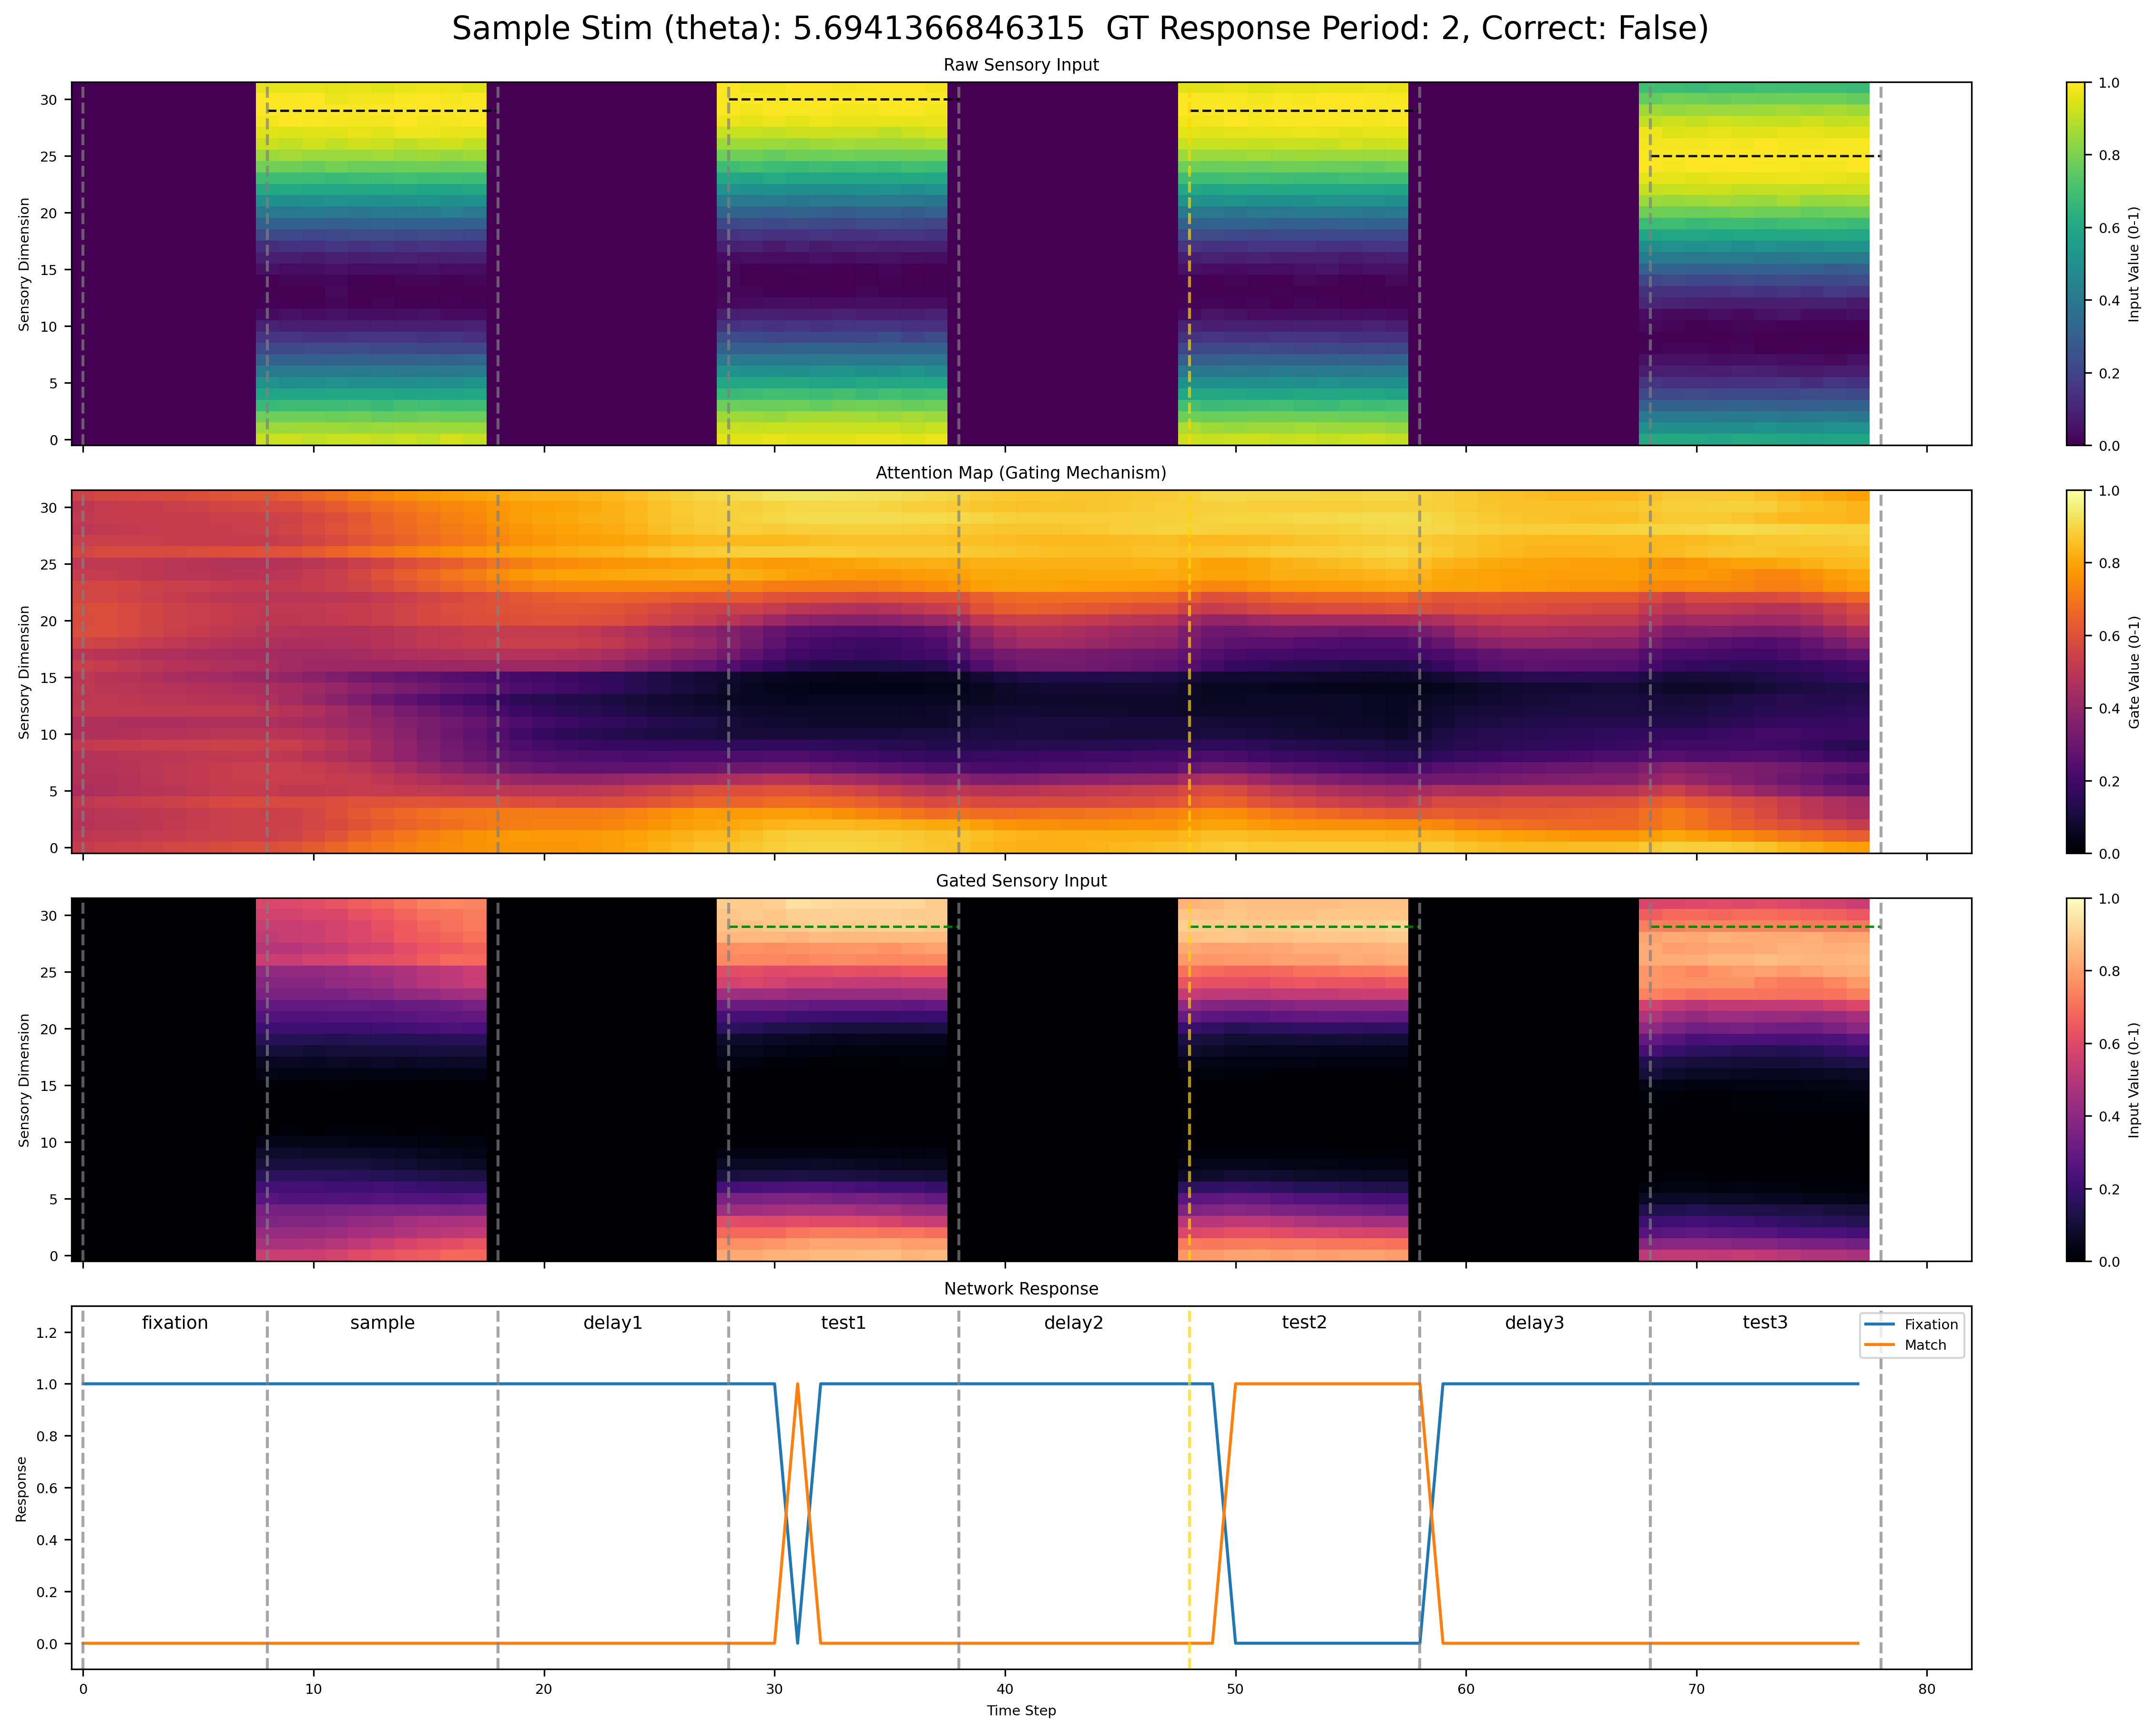 Sample Stim (theta): 5.6941366846315  GT Response Period: 2, Correct: False)
Raw Sensory Input
Sensory Dimension
30
25
20
15
10
5
0
1.0
0.8
0.6
0.4
0.2
0.0
Input Value (0-1)
Attention Map (Gating Mechanism)
Sensory Dimension
30
25
20
15
10
5
0
1.0
0.8
0.6
0.4
0.2
0.0
Gate Value (0-1)
Gated Sensory Input
Sensory Dimension
30
25
20
15
10
5
0
1.0
0.8
0.6
0.4
0.2
0.0
Input Value (0-1)
Network Response
fixation sample delay1 test1 delay2 test2 delay3 test3
Fixation
Match
Response
1.2
1.0
0.8
0.6
0.4
0.2
0.0
0 10 20 30 40 50 60 70 80
Time Step